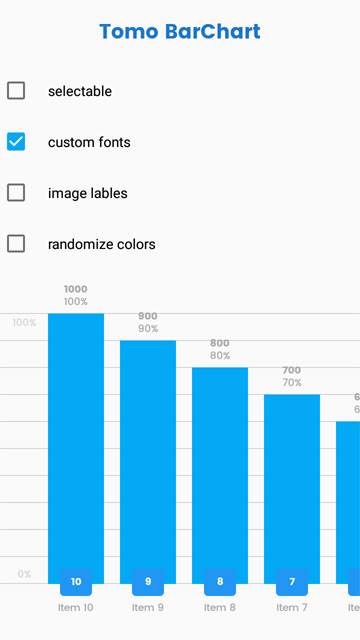 Tomo BarChart
selectable
custom fonts
image lables
randomize colors
1000
100%
900
90%
800
80%
700
70%
100%
0%
10
9
8
7
Item 10
Item 9
Item 8
Item 7